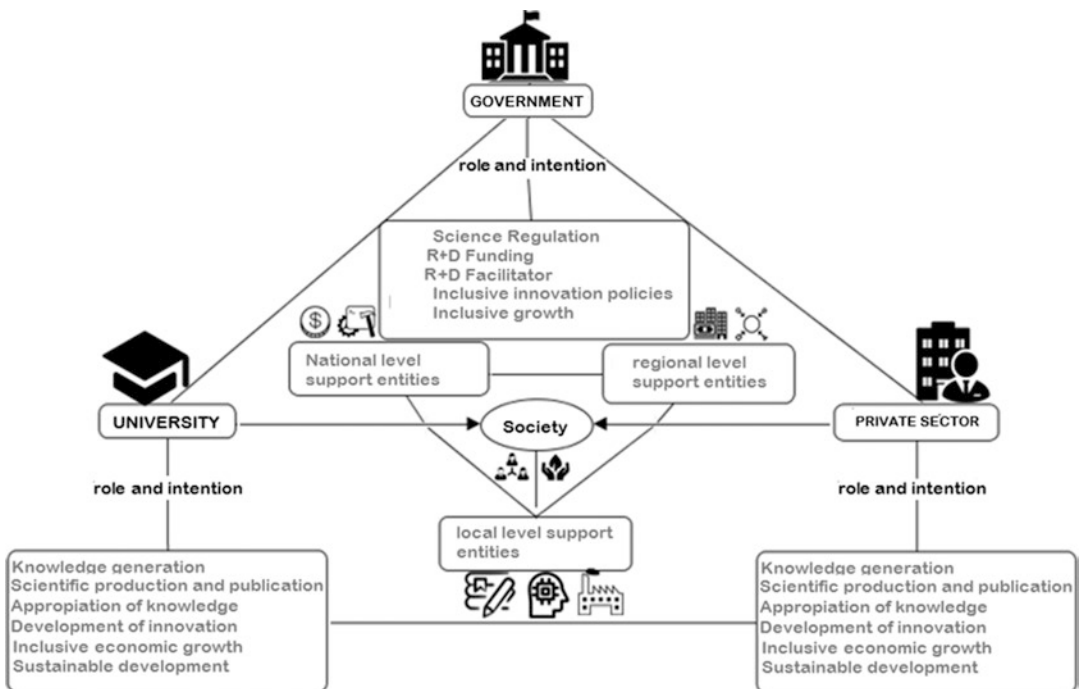 GOVERNMENT
role and intention
Science Regulation
R+D Funding
R+D Facilitator
Inclusive innovation policies
Inclusive growth
$
National level
support entities
regional level
support entities
UNIVERSITY
Society
PRIVATE SECTOR
role and intention
role and intention
local level support
entities
Knowledge generation
Scientific production and publication
Appropiation of knowledge
Development of innovation
Inclusive economic growth
Sustainable development
Knowledge generation
Scientific production and publication
Appropiation of knowledge
Development of innovation
Inclusive economic growth
Sustainable development